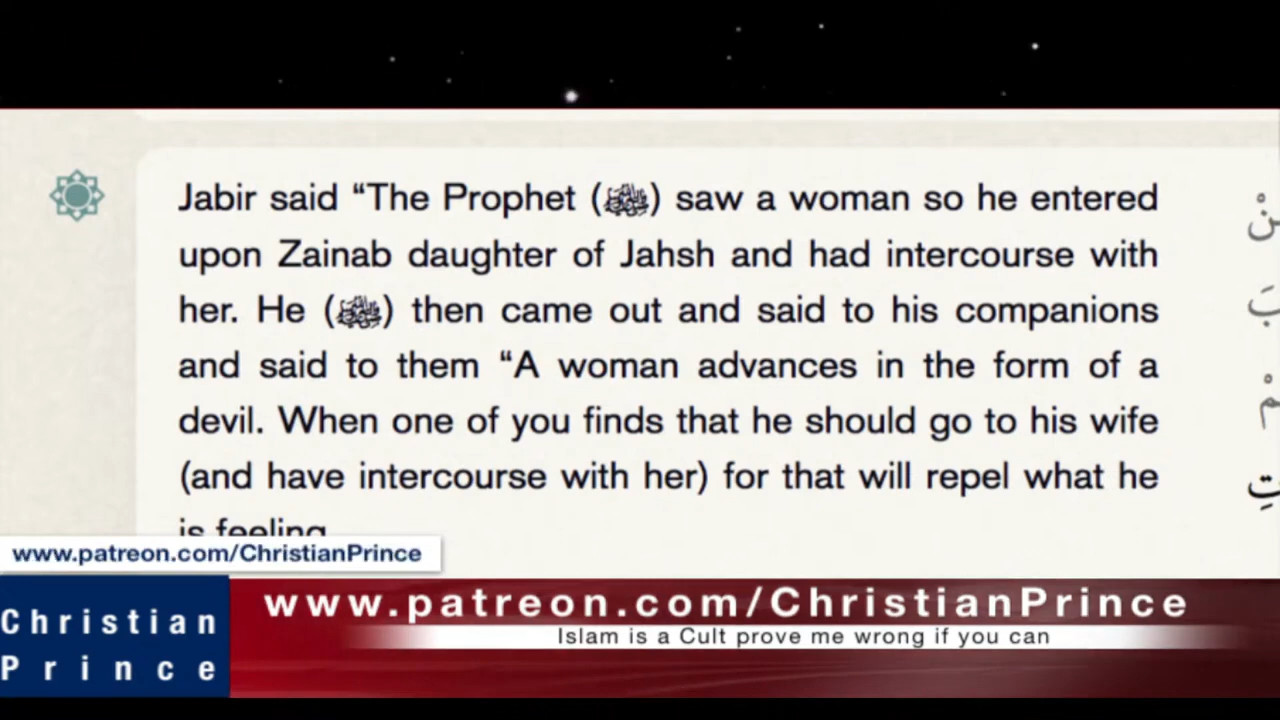 Jabir said “The Prophet (ﷺ) saw a woman so he entered
upon Zainab daughter of Jahsh and had intercourse with
her. He (ﷺ) then came out and said to his companions
and said to them “A woman advances in the form of a
devil. When one of you finds that he should go to his wife
(and have intercourse with her) for that will repel what he
is feeling
www.patreon.com/ChristianPrince
Christian
Prince
www.patreon.com/ChristianPrince
Islam is a Cult prove me wrong if you can